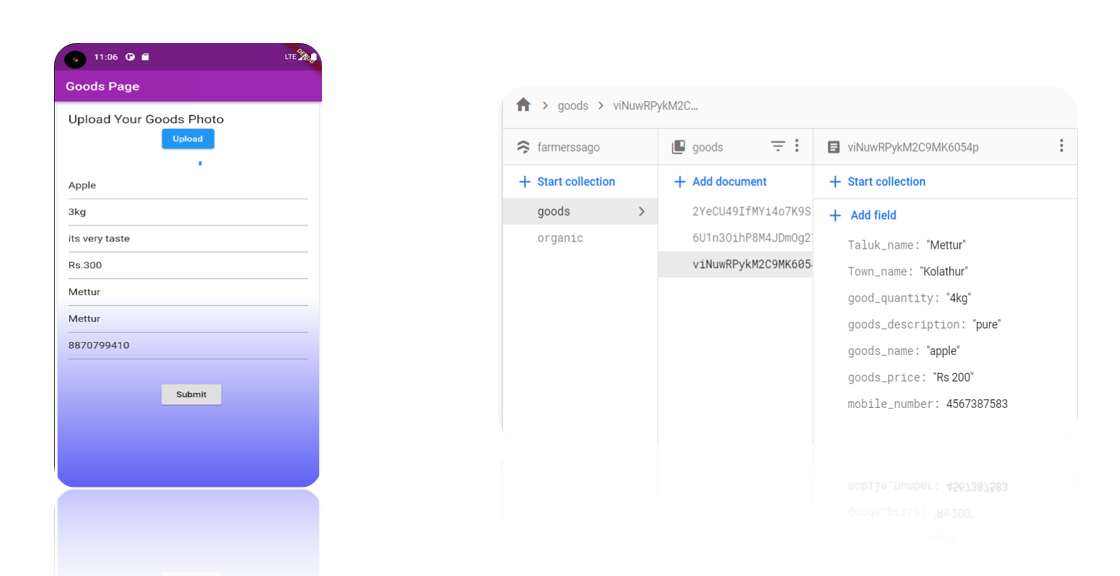 11:06
LTE
DEBUG
Goods Page
Upload Your Goods Photo
Upload
Apple
3kg
its very taste
Rs.300
Mettur
Mettur
8870799410
Submit
goods > viNuwRPykM2C...
farmerssago
goods
viNuwRPykM2C9MK6054p
+ Start collection
+ Add document
+ Start collection
goods
organic
2YeCU49IfMYi4o7K9S
6U1n3OihP8M4JDmOg2
viNuwRPykM2C9MK605
+ Add field
Taluk_name: "Mettur"
Town_name: "Kolathur"
good_quantity: "4kg"
goods_description: "pure"
goods_name: "apple"
goods_price: "Rs 200"
mobile_number: 4567387583